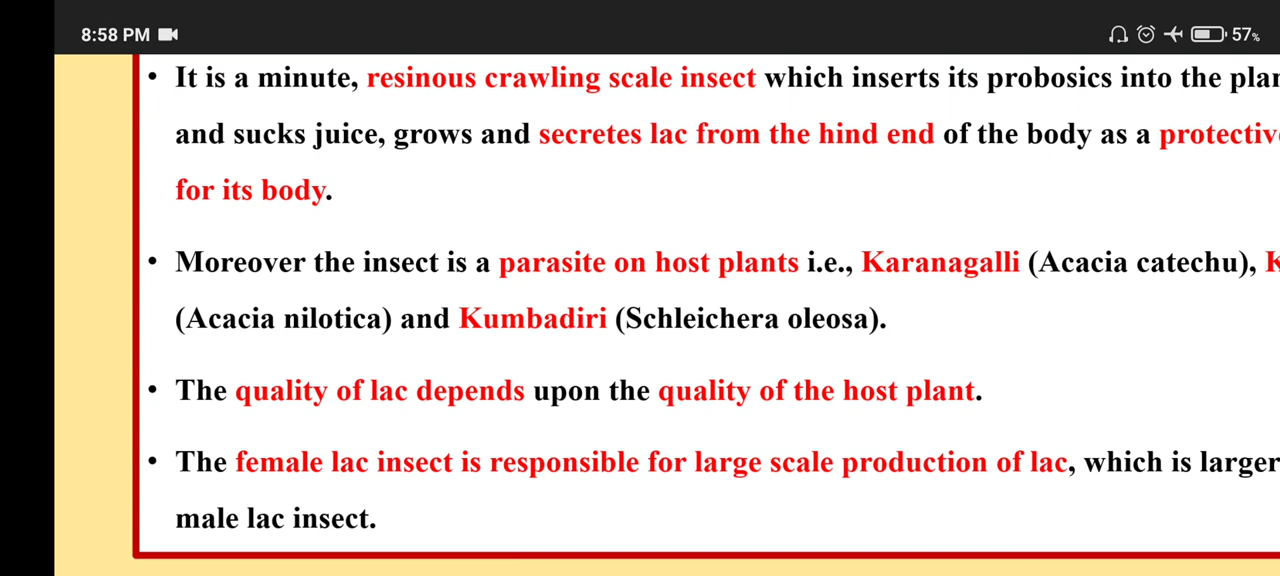 8:58 PM 57%
• It is a minute, resinous crawling scale insect which inserts its probosics into the
and sucks juice, grows and secretes lac from the hind end of the body as a
for its body.
• Moreover the insect is a parasite on host plants i.e., Karanagalli (Acacia catechu),
(Acacia nilotica) and Kumbadiri (Schleichera oleosa).
• The quality of lac depends upon the quality of the host plant.
• The female lac insect is responsible for large scale production of lac, which is larger
male lac insect.